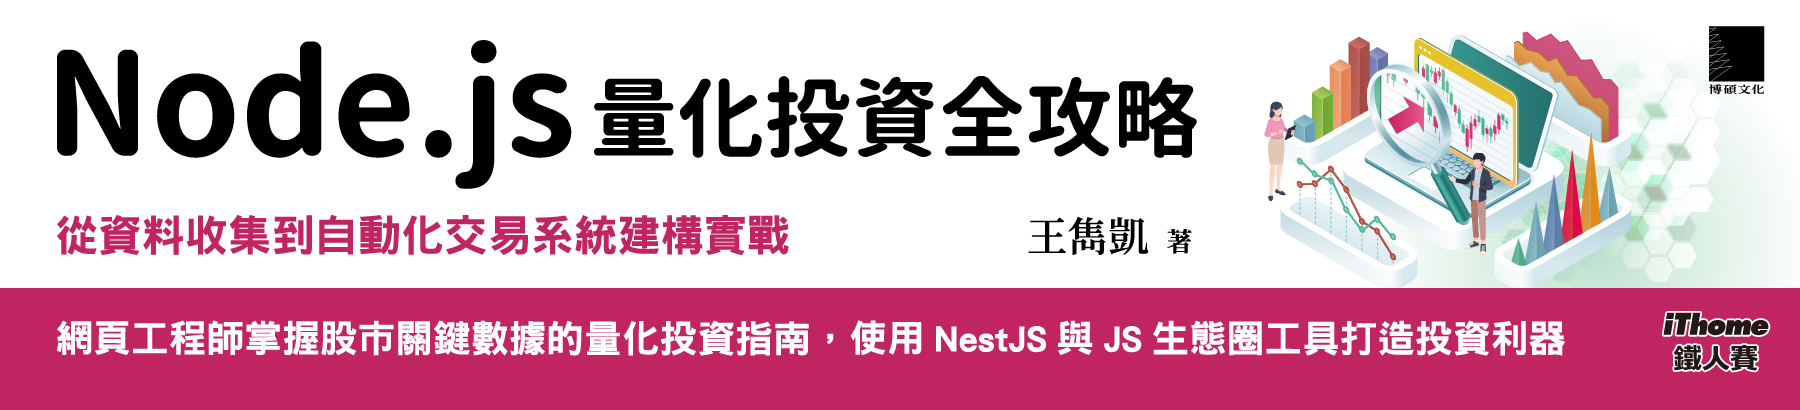 Node.js 量化投資全攻略
從資料收集到自動化交易系統建構實戰
王雋凱 著
博碩文化
網頁工程師掌握股市關鍵數據的量化投資指南，使用 NestJS 與 JS 生態圈工具打造投資利器
iThome
鐵人賽